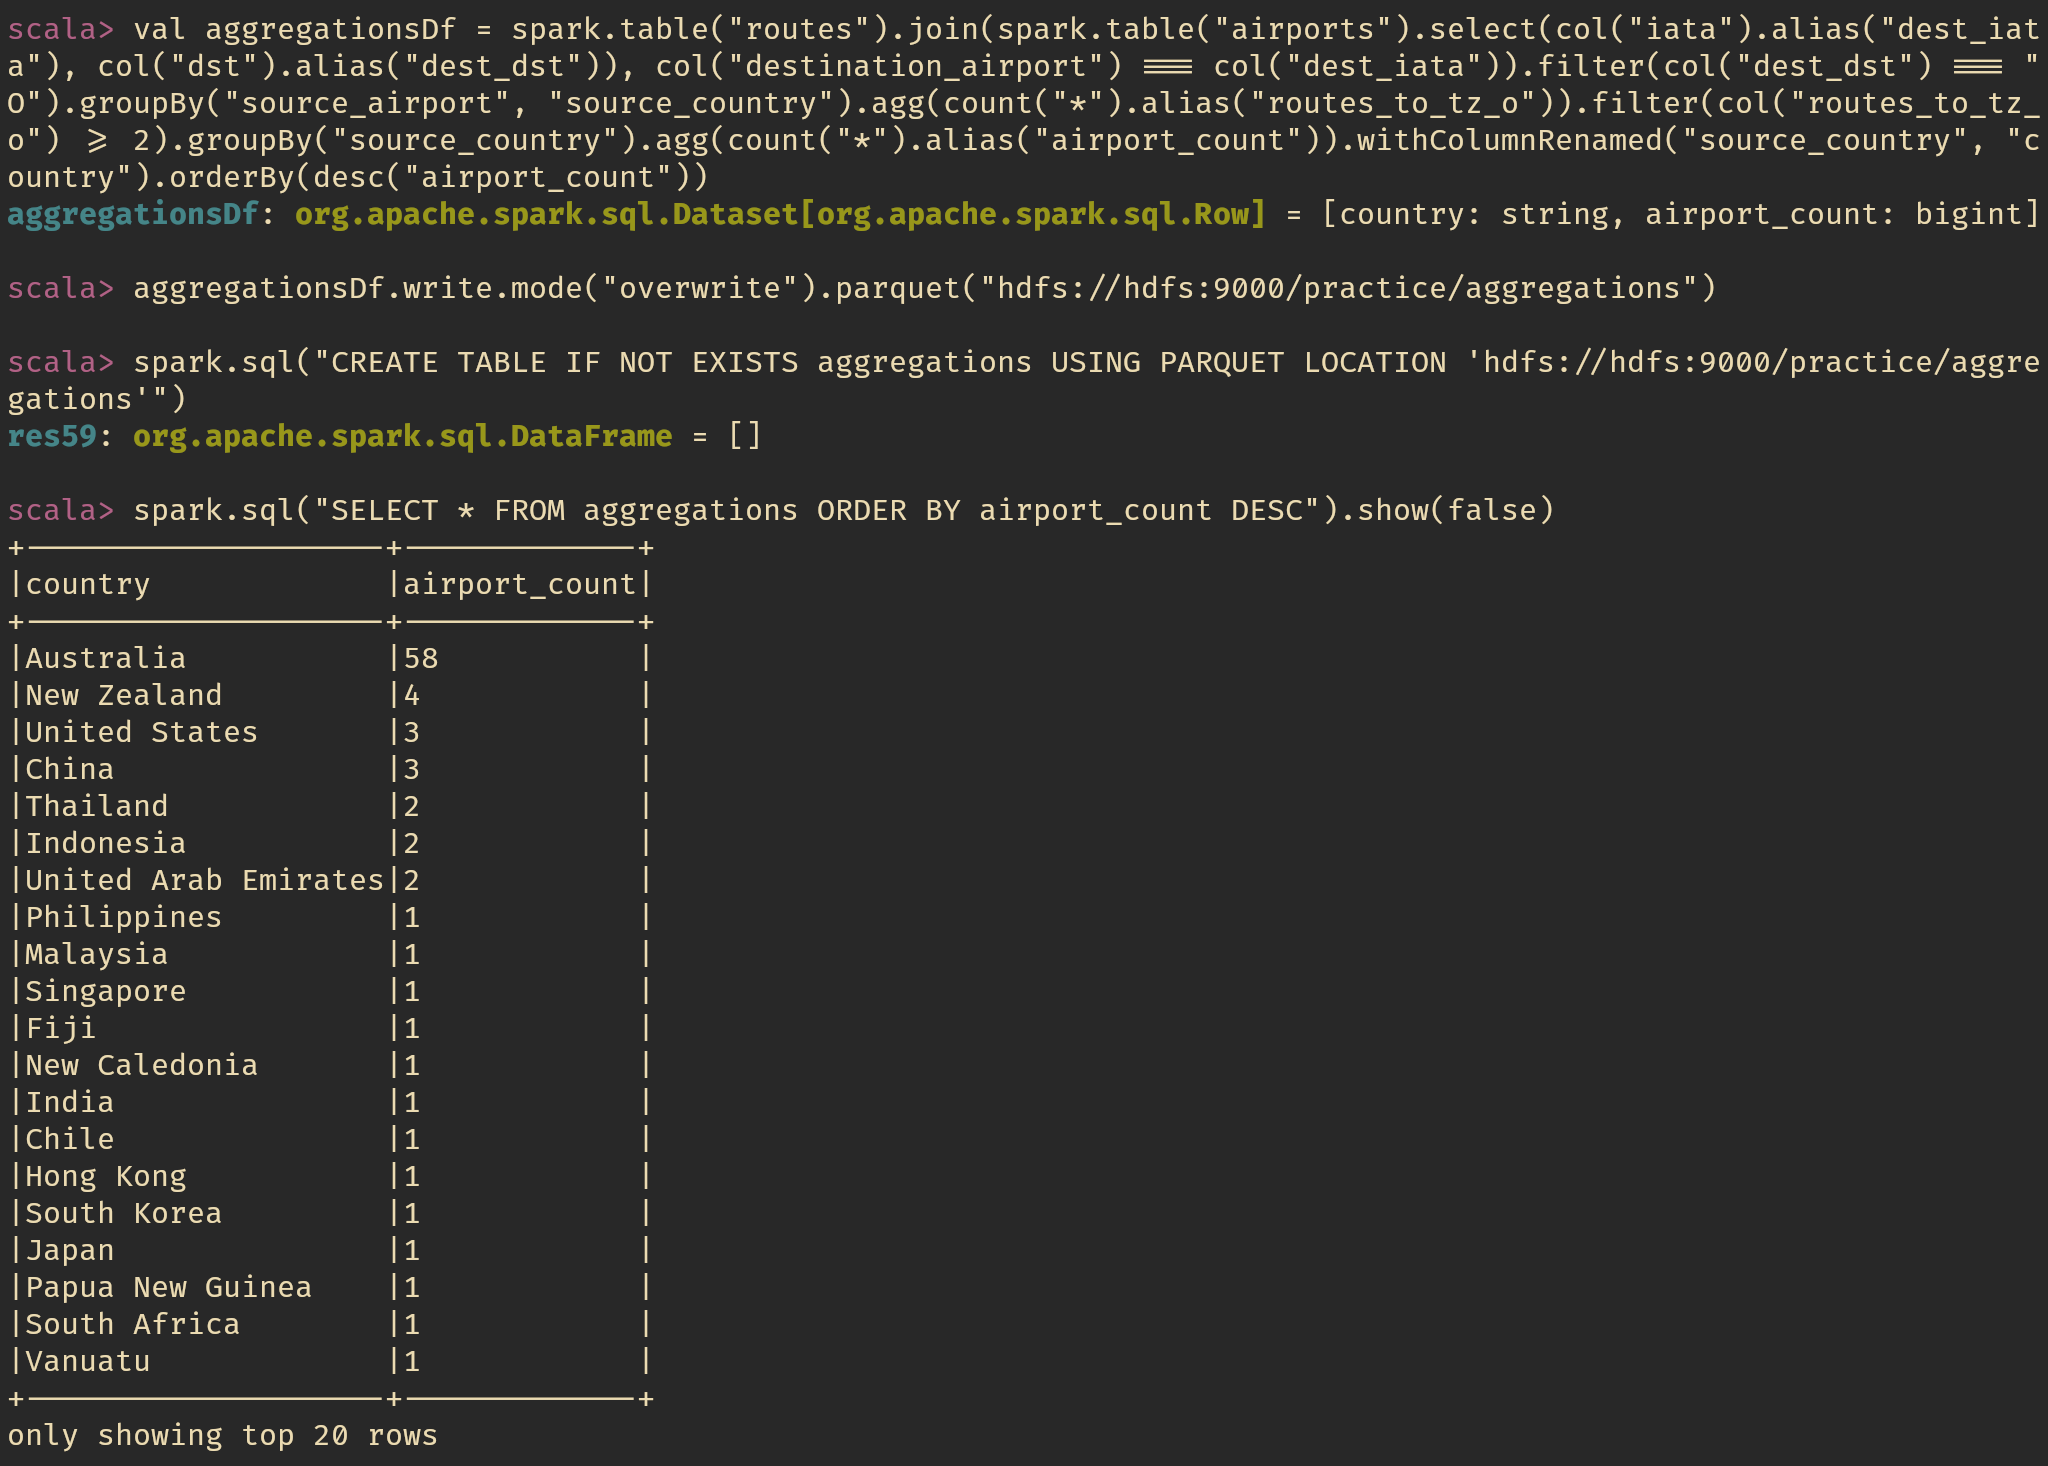 scala> val aggregationsDf = spark.table("routes").join(spark.table("airports").select(col("iata").alias("dest_iat
a"), col("dst").alias("dest_dst")), col("destination_airport") === col("dest_iata")).filter(col("dest_dst") === "
O").groupBy("source_airport", "source_country").agg(count("*").alias("routes_to_tz_o")).filter(col("routes_to_tz_
o") >= 2).groupBy("source_country").agg(count("*").alias("airport_count")).withColumnRenamed("source_country", "c
ountry").orderBy(desc("airport_count"))
aggregationsDf: org.apache.spark.sql.Dataset[org.apache.spark.sql.Row] = [country: string, airport_count: bigint]
scala> aggregationsDf.write.mode("overwrite").parquet("hdfs://hdfs:9000/practice/aggregations")
scala> spark.sql("CREATE TABLE IF NOT EXISTS aggregations USING PARQUET LOCATION 'hdfs://hdfs:9000/practice/aggre
gations'")
res59: org.apache.spark.sql.DataFrame = []
scala> spark.sql("SELECT * FROM aggregations ORDER BY airport_count DESC").show(false)
+--------------------+-------------+
|country             |airport_count|
+--------------------+-------------+
|Australia           |58           |
|New Zealand         |4            |
|United States       |3            |
|China               |3            |
|Thailand            |2            |
|Indonesia           |2            |
|United Arab Emirates|2            |
|Philippines         |1            |
|Malaysia            |1            |
|Singapore           |1            |
|Fiji                |1            |
|New Caledonia       |1            |
|India               |1            |
|Chile               |1            |
|Hong Kong           |1            |
|South Korea         |1            |
|Japan               |1            |
|Papua New Guinea    |1            |
|South Africa        |1            |
|Vanuatu             |1            |
+--------------------+-------------+
only showing top 20 rows